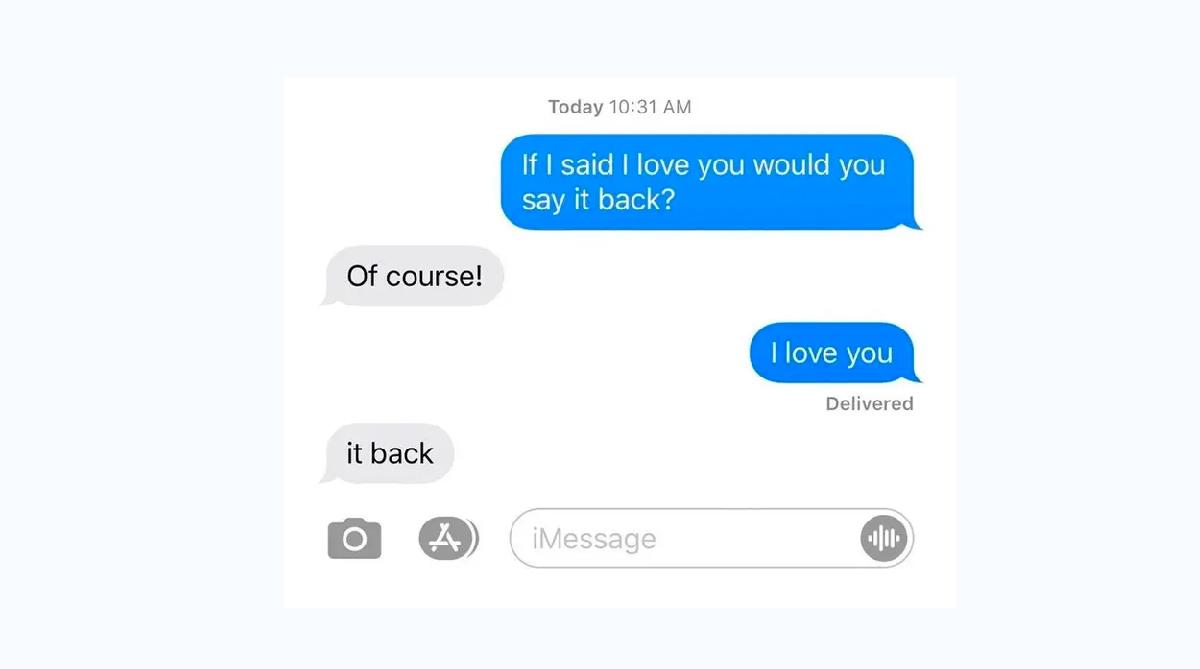 Today 10:31 AM
If I said I love you would you
say it back?
Of course!
I love you
Delivered
it back
iMessage